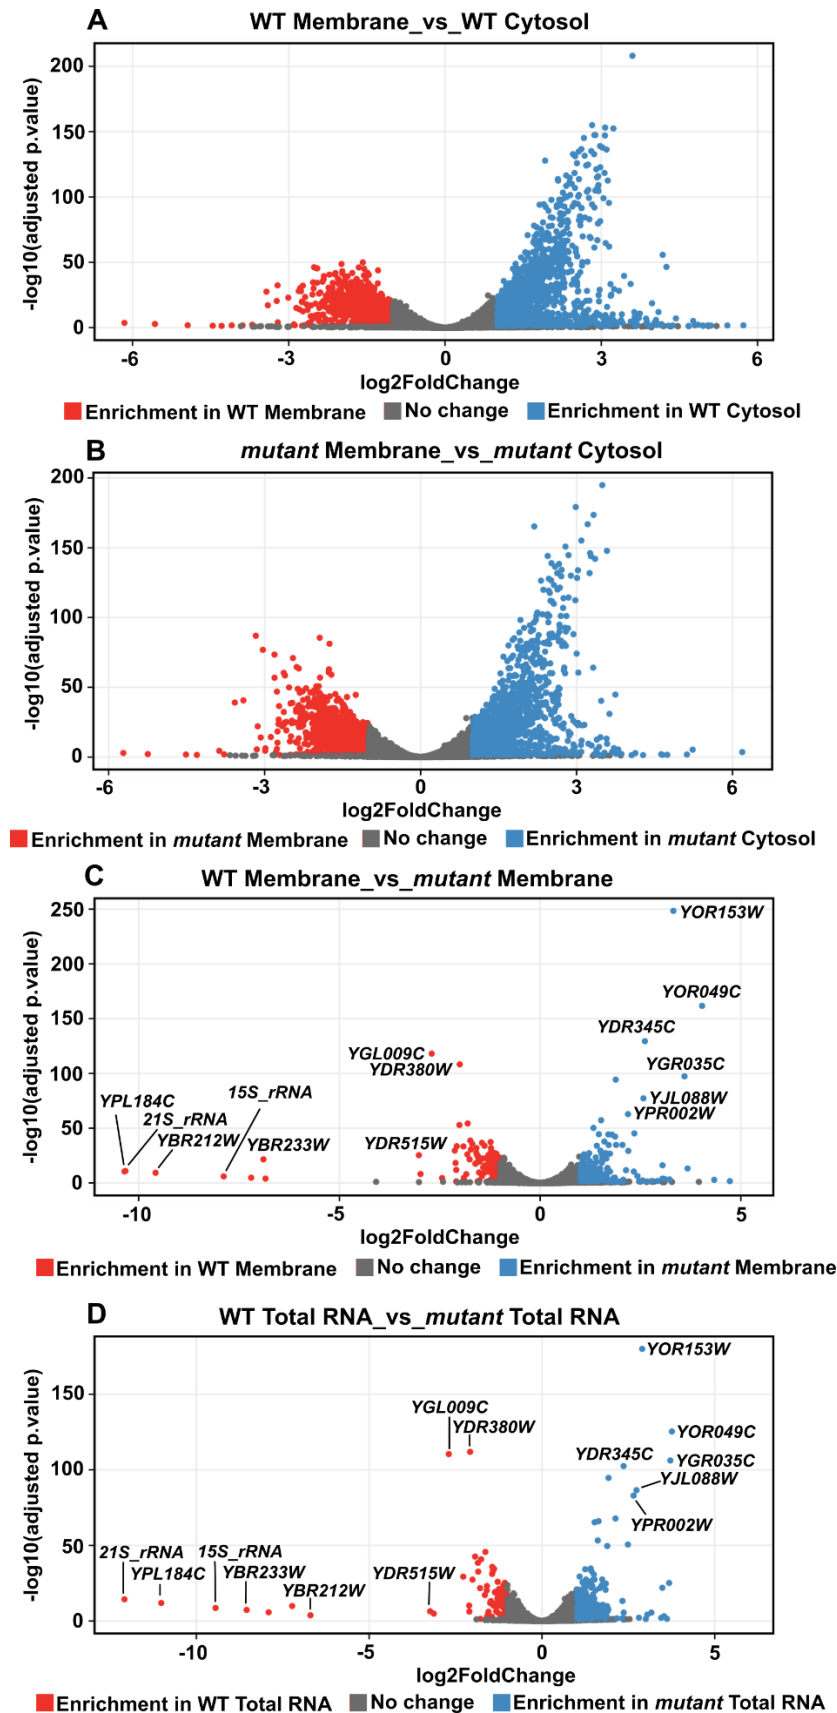 A
WT Membrane_vs_WT Cytosol
-log10(adjusted p.value)
200
150
100
50
0
-6 -3 0 3 6
log2FoldChange
Enrichment in WT Membrane No change Enrichment in WT Cytosol
B
mutant Membrane_vs_mutant Cytosol
-log10(adjusted p.value)
200
150
100
50
0
-6 -3 0 3 6
log2FoldChange
Enrichment in mutant Membrane No change Enrichment in mutant Cytosol
C
WT Membrane_vs_mutant Membrane
-log10(adjusted p.value)
250
200
150
100
50
0
YOR153W
YOR049C
YDR345C
YGL009C
YDR380W
YGR035C
YJL088W
YPR002W
YPL184C
15S_rRNA
21S_rRNA
YBR212W
YBR233W
YDR515W
-10 -5 0 5
log2FoldChange
Enrichment in WT Membrane No change Enrichment in mutant Membrane
D
WT Total RNA_vs_mutant Total RNA
-log10(adjusted p.value)
150
100
50
0
YOR153W
YGL009C
YDR380W
YOR049C
YDR345C
YGR035C
YJL088W
YPR002W
21S_rRNA
15S_rRNA
YPL184C
YBR233W
YBR212W
YDR515W
-10 -5 0 5
log2FoldChange
Enrichment in WT Total RNA No change Enrichment in mutant Total RNA